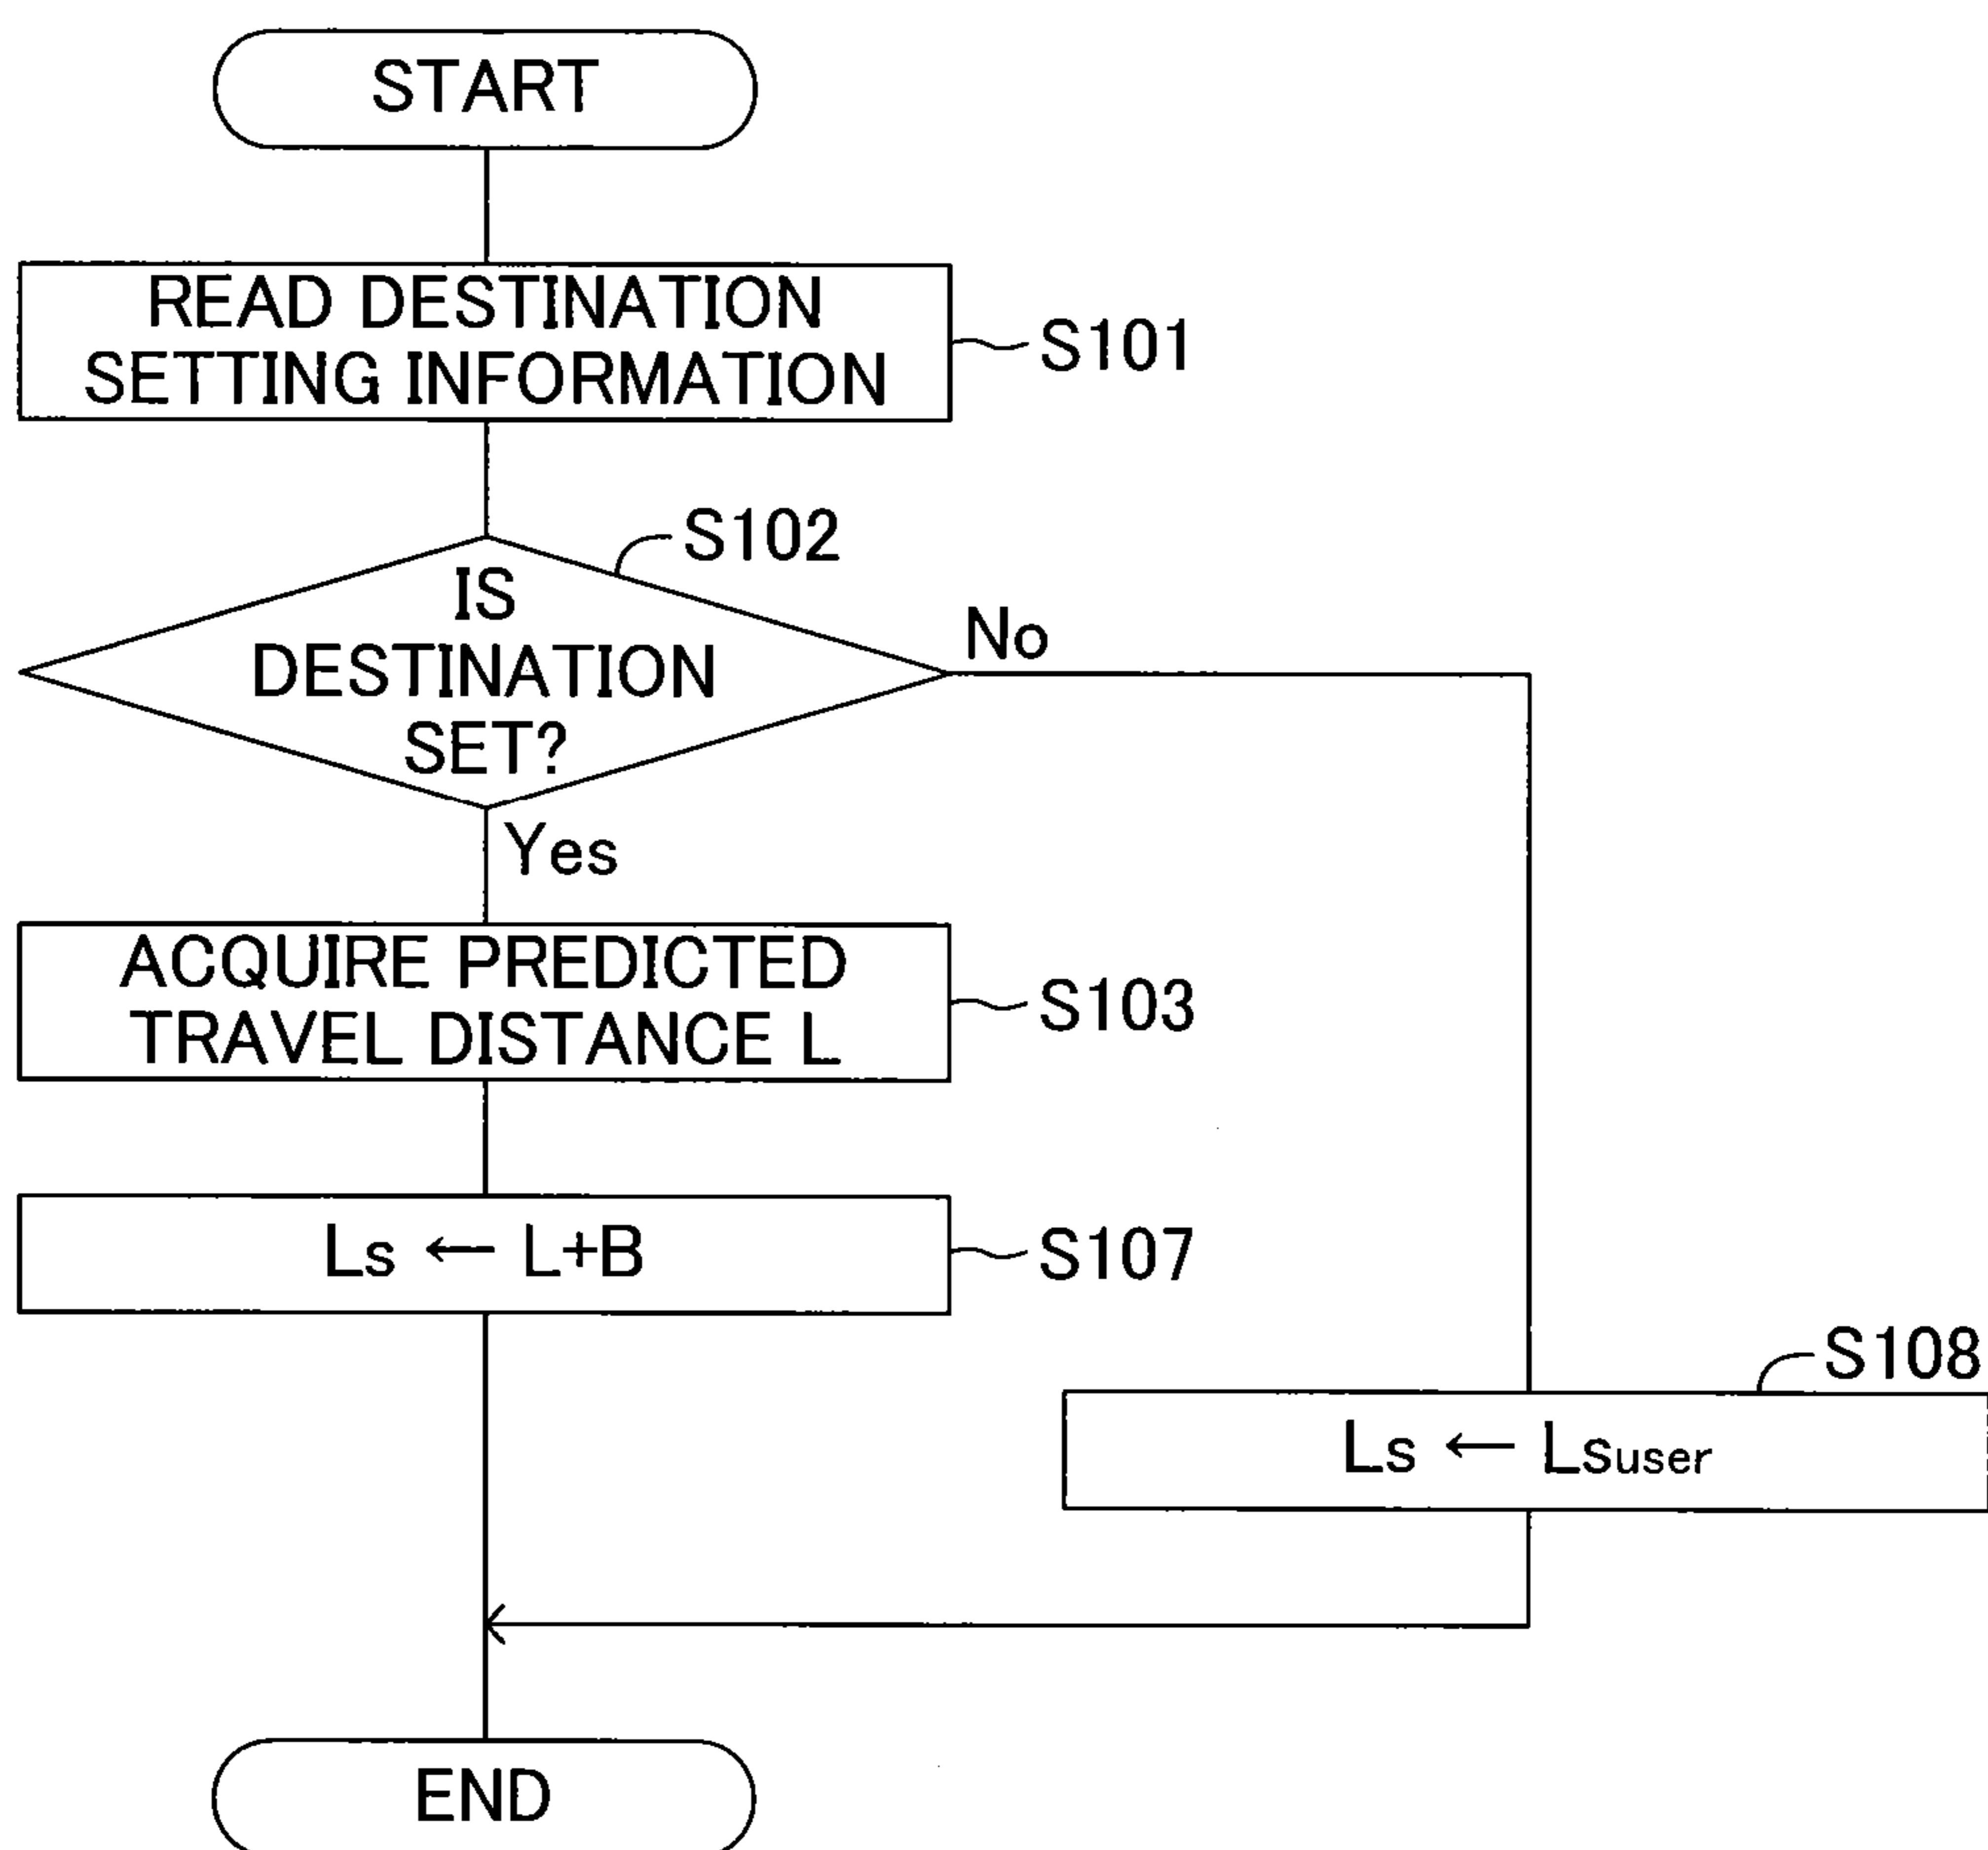 START
READ DESTINATION
SETTING INFORMATION
S101
S102
IS
DESTINATION
SET?
No
Yes
ACQUIRE PREDICTED
TRAVEL DISTANCE L
S103
Ls ← L+B
S107
S108
Ls ← Lsuser
END